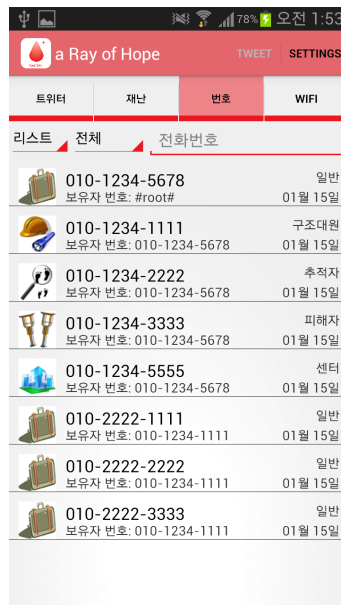 78% 오전 1:53
a Ray of Hope TWEET SETTINGS
트위터 재난 번호 WIFI
리스트 전체 전화번호
010-1234-5678 일반
보유자 번호: #root# 01월 15일
010-1234-1111 구조대원
보유자 번호: 010-1234-5678 01월 15일
010-1234-2222 추적자
보유자 번호: 010-1234-5678 01월 15일
010-1234-3333 피해자
보유자 번호: 010-1234-5678 01월 15일
010-1234-5555 센터
보유자 번호: 010-1234-5678 01월 15일
010-2222-1111 일반
보유자 번호: 010-1234-1111 01월 15일
010-2222-2222 일반
보유자 번호: 010-1234-1111 01월 15일
010-2222-3333 일반
보유자 번호: 010-1234-1111 01월 15일